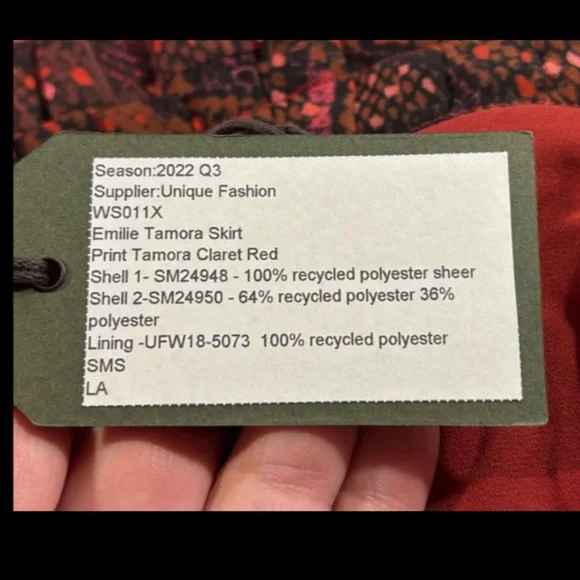 Season:2022 Q3
Supplier:Unique Fashion
WS011X
Emilie Tamora Skirt
Print Tamora Claret Red
Shell 1- SM24948 - 100% recycled polyester sheer
Shell 2-SM24950 - 64% recycled polyester 36%
polyester
Lining -UFW18-5073  100% recycled polyester
SMS
LA